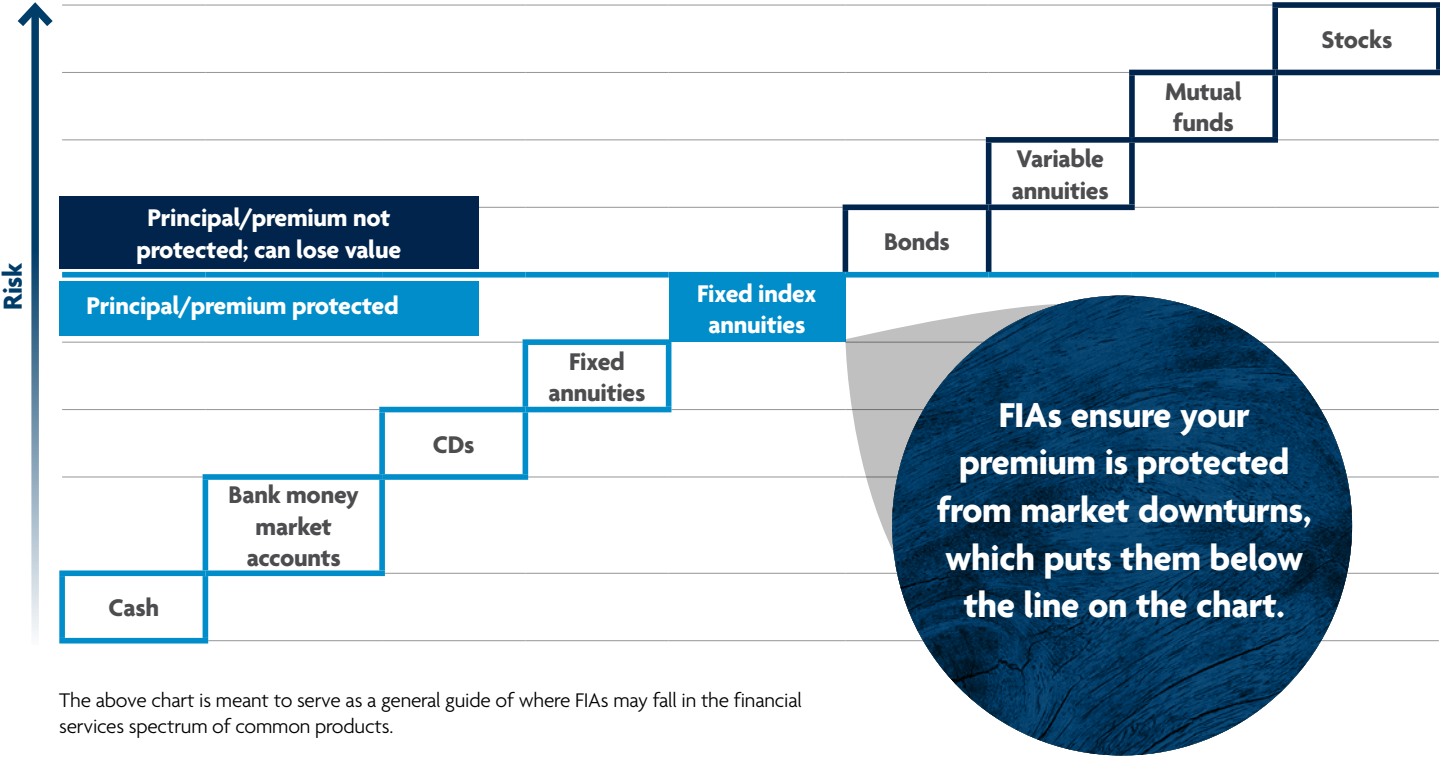 Stocks
Mutual
funds
Variable
annuities
Principal/premium not
protected; can lose value
Bonds
Risk
Principal/premium protected
Fixed index
annuities
Fixed
annuities
CDs
Bank money
market
accounts
Cash
FIAs ensure your
premium is protected
from market downturns,
which puts them below
the line on the chart.
The above chart is meant to serve as a general guide of where FIAs may fall in the financial
services spectrum of common products.